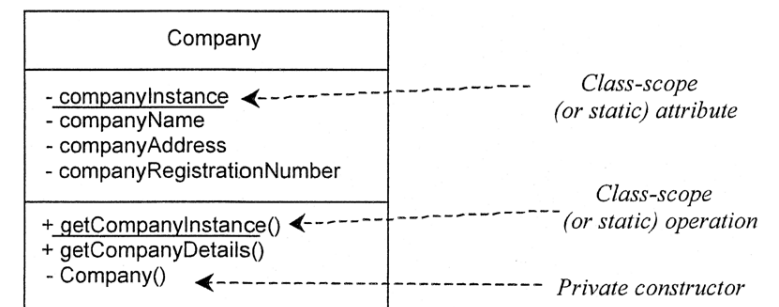 Company
- companyInstance
- companyName
- companyAddress
- companyRegistrationNumber
+ getCompanyInstance()
+ getCompanyDetails()
- Company()
Class-scope
(or static) attribute
Class-scope
(or static) operation
Private constructor